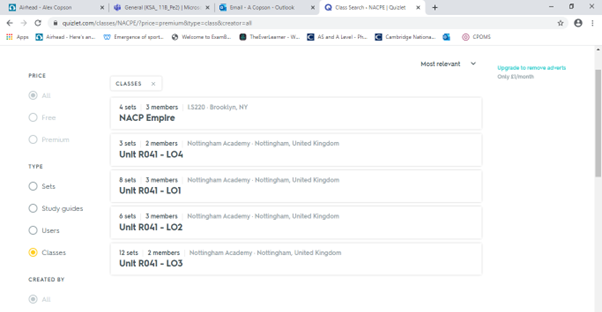 Airhead - Alex Copson
General (KSA_11B_Pe2) | Micros
Email - A Copson - Outlook
Class Search « NACPE | Quizlet
quizlet.com/classes/NACPE/?price=premium&type=class&creator=all
Apps
Airhead - Here's an...
Emergence of sport...
Welcome to ExamB...
TheEverLearner - W...
AS and A Level - Ph...
Cambridge Nationa...
CPOMS
Most relevant
Upgrade to remove adverts
Only £1/month
PRICE
All
Free
Premium
TYPE
Sets
Study guides
Users
Classes
CREATED BY
All
CLASSES
4 sets 3 members I.S220 · Brooklyn, NY
NACP Empire
3 sets 2 members Nottingham Academy · Nottingham, United Kingdom
Unit R041 - LO4
8 sets 3 members Nottingham Academy · Nottingham, United Kingdom
Unit R041 - LO1
6 sets 3 members Nottingham Academy · Nottingham, United Kingdom
Unit R041 - LO2
12 sets 2 members Nottingham Academy · Nottingham, United Kingdom
Unit R041 - LO3